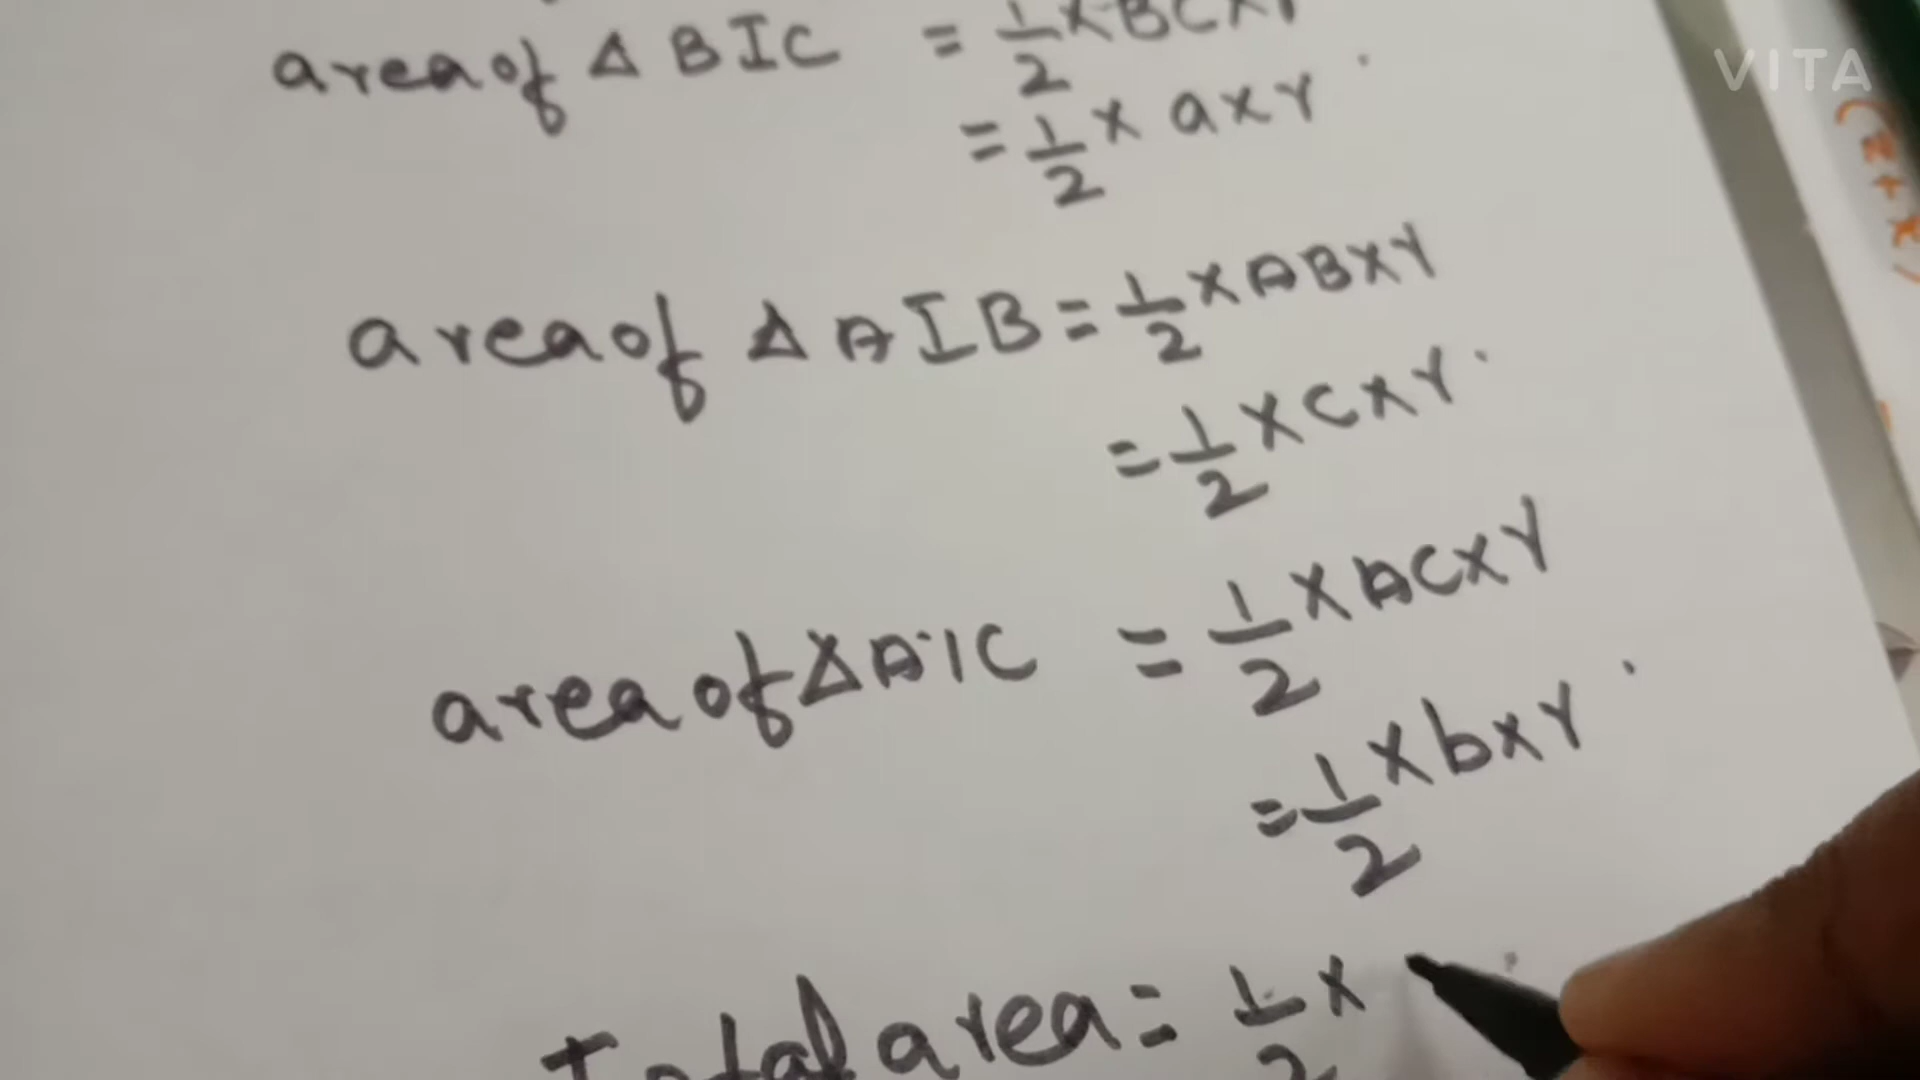 area of Δ BIC = 1/2 x BC x r
= 1/2 x a x r
area of Δ AIB = 1/2 x AB x r
= 1/2 x c x r
area of Δ AIC = 1/2 x AC x r
= 1/2 x b x r
Total area = 1/2 x
VITA